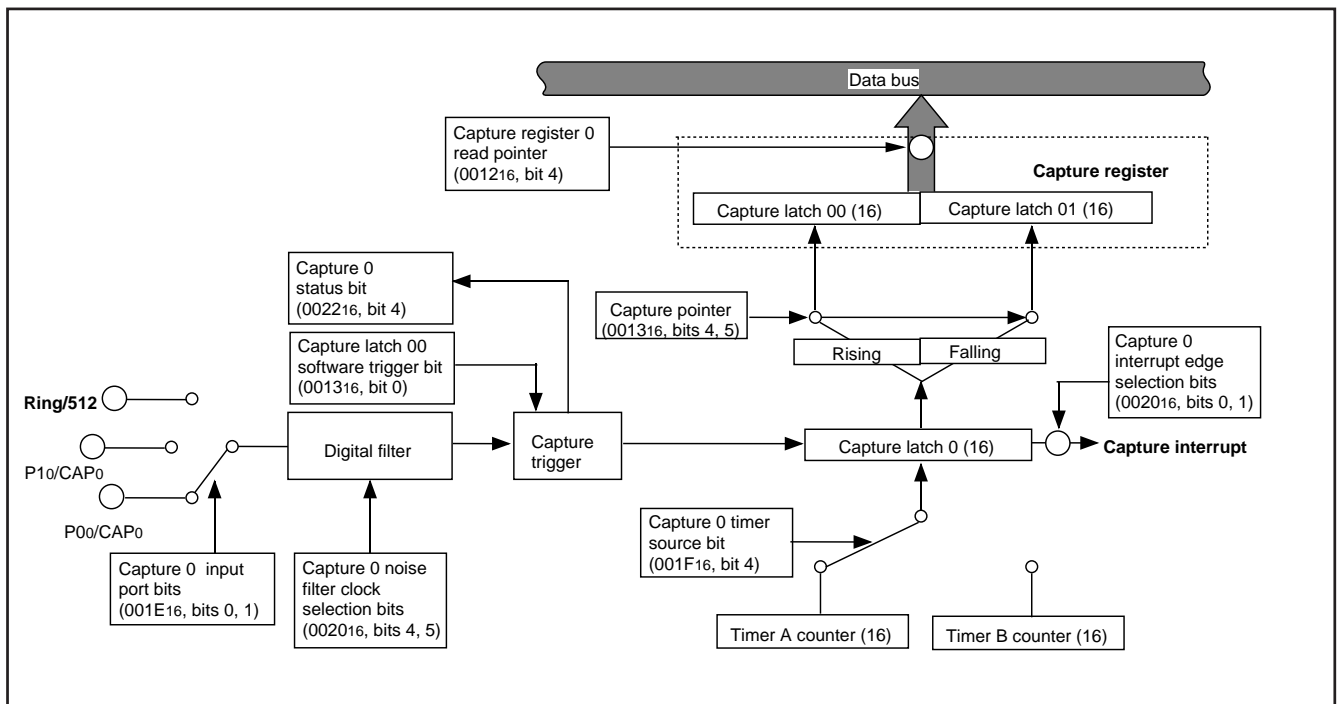 Data bus
Capture register 0
read pointer
(001216, bit 4)
Capture register
Capture latch 00 (16)
Capture latch 01 (16)
Capture 0
status bit
(002216, bit 4)
Capture pointer
(001316, bits 4, 5)
Capture latch 00
software trigger bit
(001316, bit 0)
Rising
Falling
Capture 0
interrupt edge
selection bits
(002016, bits 0, 1)
Ring/512
P10/CAP0
P00/CAP0
Digital filter
Capture
trigger
Capture latch 0 (16)
Capture interrupt
Capture 0 timer
source bit
(001F16, bit 4)
Capture 0 input
port bits
(001E16, bits 0, 1)
Capture 0 noise
filter clock
selection bits
(002016, bits 4, 5)
Timer A counter (16)
Timer B counter (16)